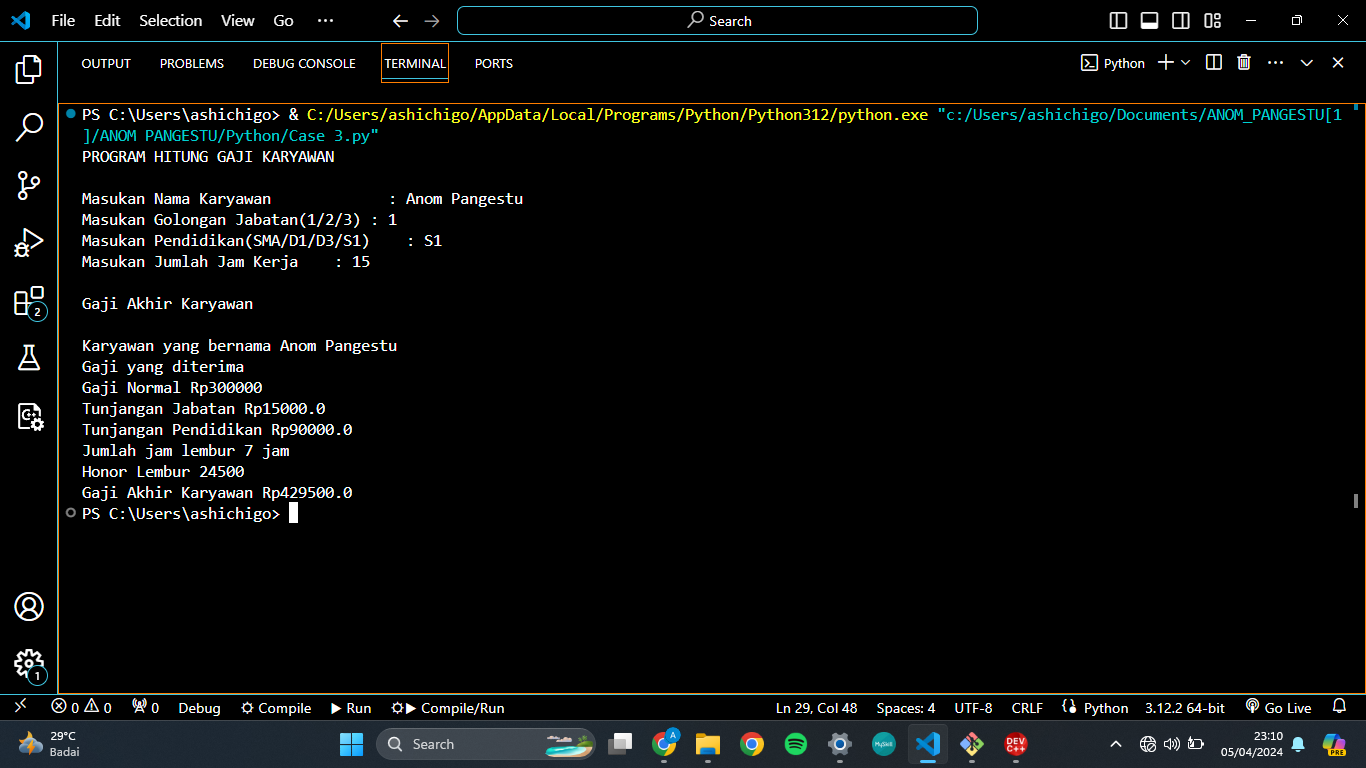 File Edit Selection View Go ··· Search
OUTPUT PROBLEMS DEBUG CONSOLE TERMINAL PORTS Python
PS C:\Users\ashichigo> & C:/Users/ashichigo/AppData/Local/Programs/Python/Python312/python.exe "c:/Users/ashichigo/Documents/ANOM_PANGESTU[1
]/ANOM PANGESTU/Python/Case 3.py"
PROGRAM HITUNG GAJI KARYAWAN
Masukan Nama Karyawan : Anom Pangestu
Masukan Golongan Jabatan(1/2/3) : 1
Masukan Pendidikan(SMA/D1/D3/S1) : S1
Masukan Jumlah Jam Kerja : 15
Gaji Akhir Karyawan
Karyawan yang bernama Anom Pangestu
Gaji yang diterima
Gaji Normal Rp300000
Tunjangan Jabatan Rp15000.0
Tunjangan Pendidikan Rp90000.0
Jumlah jam lembur 7 jam
Honor Lembur 24500
Gaji Akhir Karyawan Rp429500.0
PS C:\Users\ashichigo>
2
1
0 0 0 Debug Compile Run Compile/Run Ln 29, Col 48 Spaces: 4 UTF-8 CRLF Python 3.12.2 64-bit Go Live
29°C
Badai
Search
A
MySkill
DEV
C++
23:10
05/04/2024
PRE